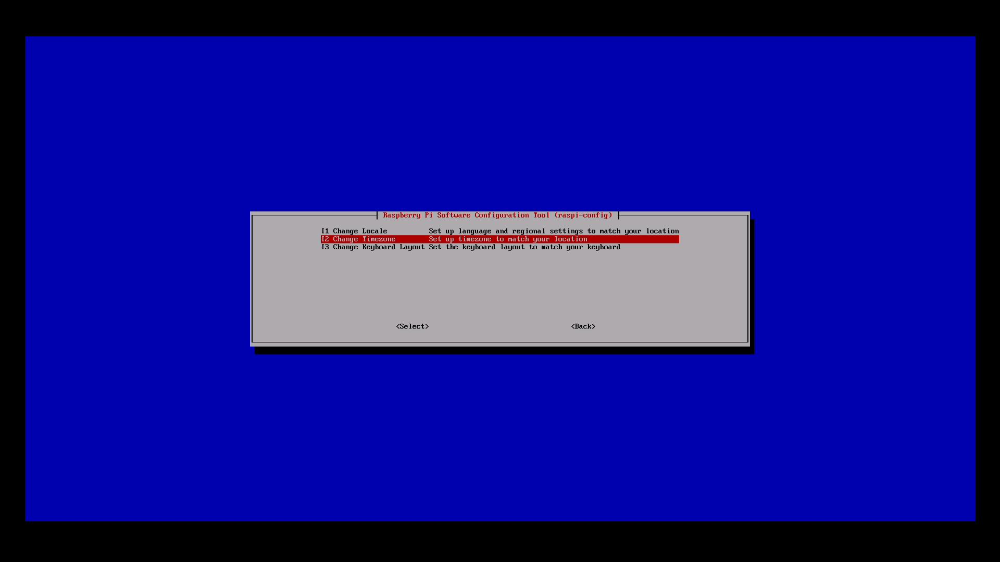 Raspberry Pi Software Configuration Tool (raspi-config)
I1 Change Locale Set up language and regional settings to match your location
I2 Change Timezone Set up timezone to match your location
I3 Change Keyboard Layout Set the keyboard layout to match your keyboard
<Select> <Back>